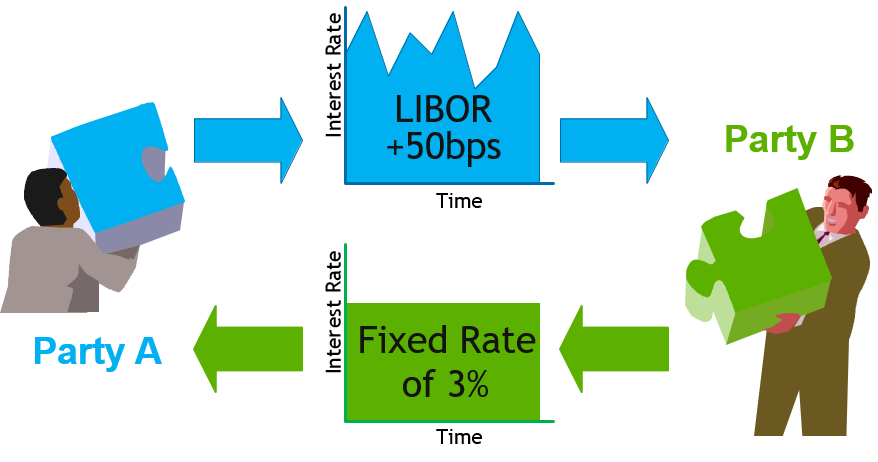 Interest Rate
LIBOR
+50bps
Time
Party B
Interest Rate
Fixed Rate
of 3%
Time
Party A